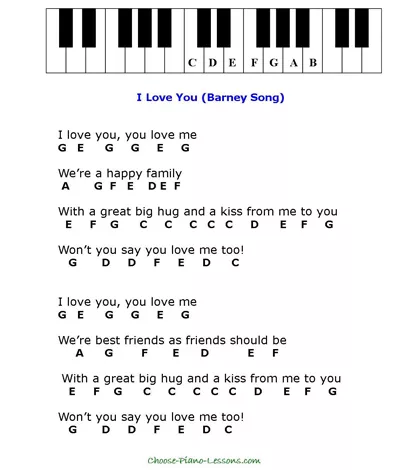 C D E F G A B
I Love You (Barney Song)
I love you, you love me
G E G G E G
We're a happy family
A G F E D E F
With a great big hug and a kiss from me to you
E F G C C C C C D E F G
Won't you say you love me too!
G D D F E D C
I love you, you love me
G E G G E G
We're best friends as friends should be
A G F E D E F
With a great big hug and a kiss from me to you
E F G C C C C C D E F G
Won't you say you love me too!
G D D F E D C
Choose-Piano-Lessons.com